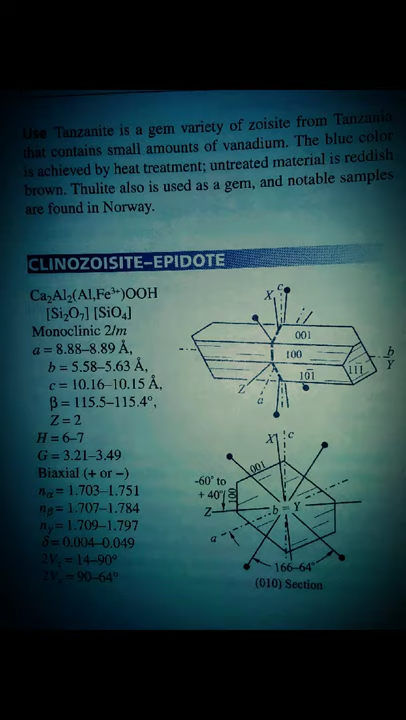 Use Tanzanite is a gem variety of zoisite from Tanzania
that contains small amounts of vanadium. The blue color
is achieved by heat treatment; untreated material is reddish
brown. Thulite also is used as a gem, and notable samples
are found in Norway.
CLINOZOISITE–EPIDOTE
Ca₂Al₂(Al,Fe³⁺)OOH
[Si₂O₇] [SiO₄]
Monoclinic 2/m
a = 8.88–8.89 Å,
b = 5.58–5.63 Å,
c = 10.16–10.15 Å,
β = 115.5–115.4°,
Z = 2
H = 6–7
G = 3.21–3.49
Biaxial (+ or −)
nα = 1.703–1.751
nβ = 1.707–1.784
nγ = 1.709–1.797
δ = 0.004–0.049
2V = 14–90°
2V = 90–64°
X c
001
100
b
Y
111
101
Z
a
X c
001
-60° to
+ 40°
100
Z
b = Y
a
166–64°
(010) Section